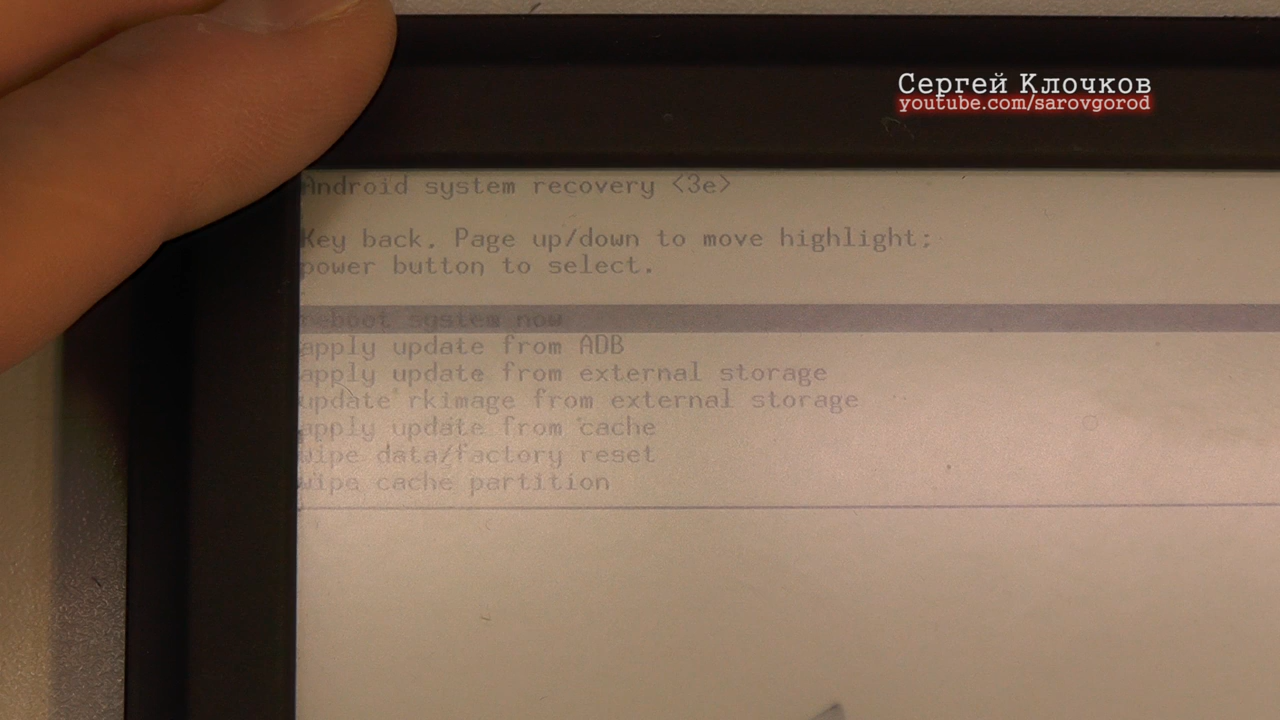 Сергей Клочков
youtube.com/sarovgorod
Android system recovery <3e>
Key back, Page up/down to move highlight;
power button to select.
reboot system now
apply update from ADB
apply update from external storage
update rkimage from external storage
apply update from cache
wipe data/factory reset
wipe cache partition